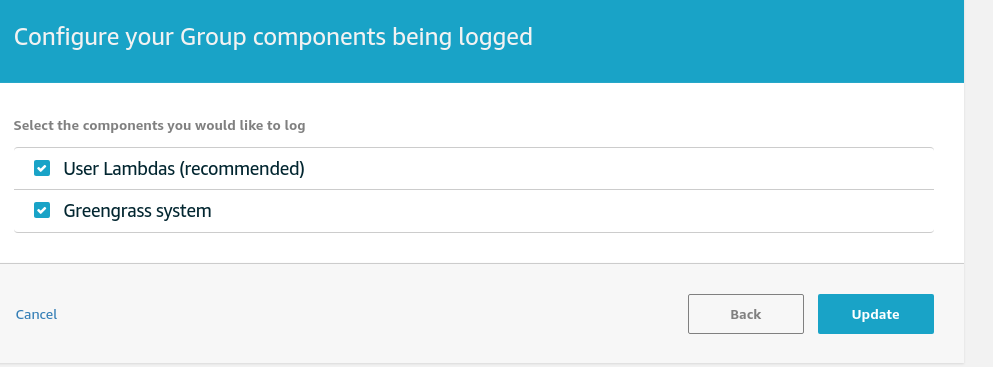 Configure your Group components being logged
Select the components you would like to log
User Lambdas (recommended)
Greengrass system
Cancel
Back
Update